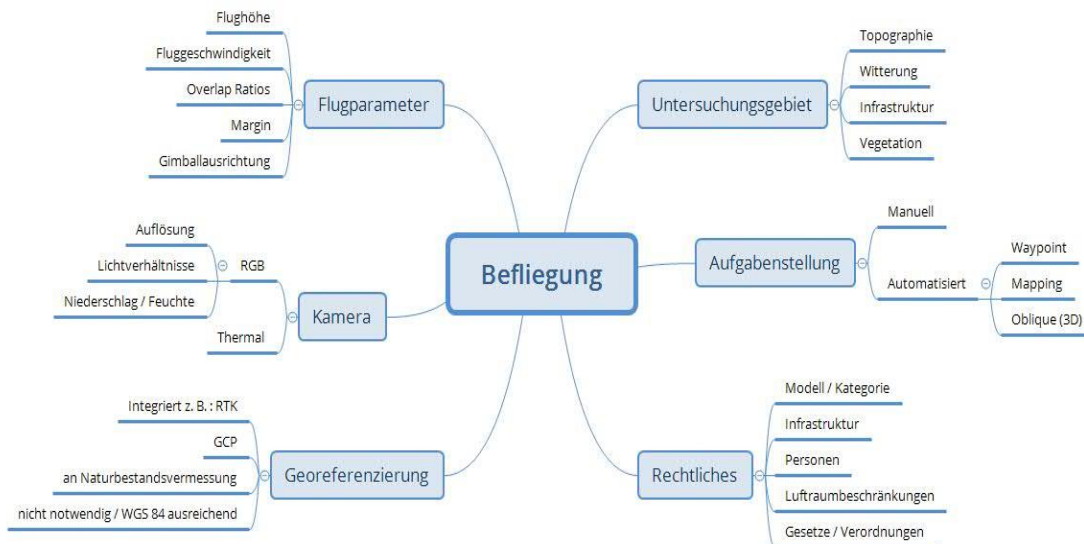 Befliegung
Flugparameter
Flughöhe
Fluggeschwindigkeit
Overlap Ratios
Margin
Gimballausrichtung
Kamera
RGB
Auflösung
Lichtverhältnisse
Niederschlag / Feuchte
Thermal
Georeferenzierung
Integriert z. B. : RTK
GCP
an Naturbestandsvermessung
nicht notwendig / WGS 84 ausreichend
Untersuchungsgebiet
Topographie
Witterung
Infrastruktur
Vegetation
Aufgabenstellung
Manuell
Automatisiert
Waypoint
Mapping
Oblique (3D)
Rechtliches
Modell / Kategorie
Infrastruktur
Personen
Luftraumbeschränkungen
Gesetze / Verordnungen